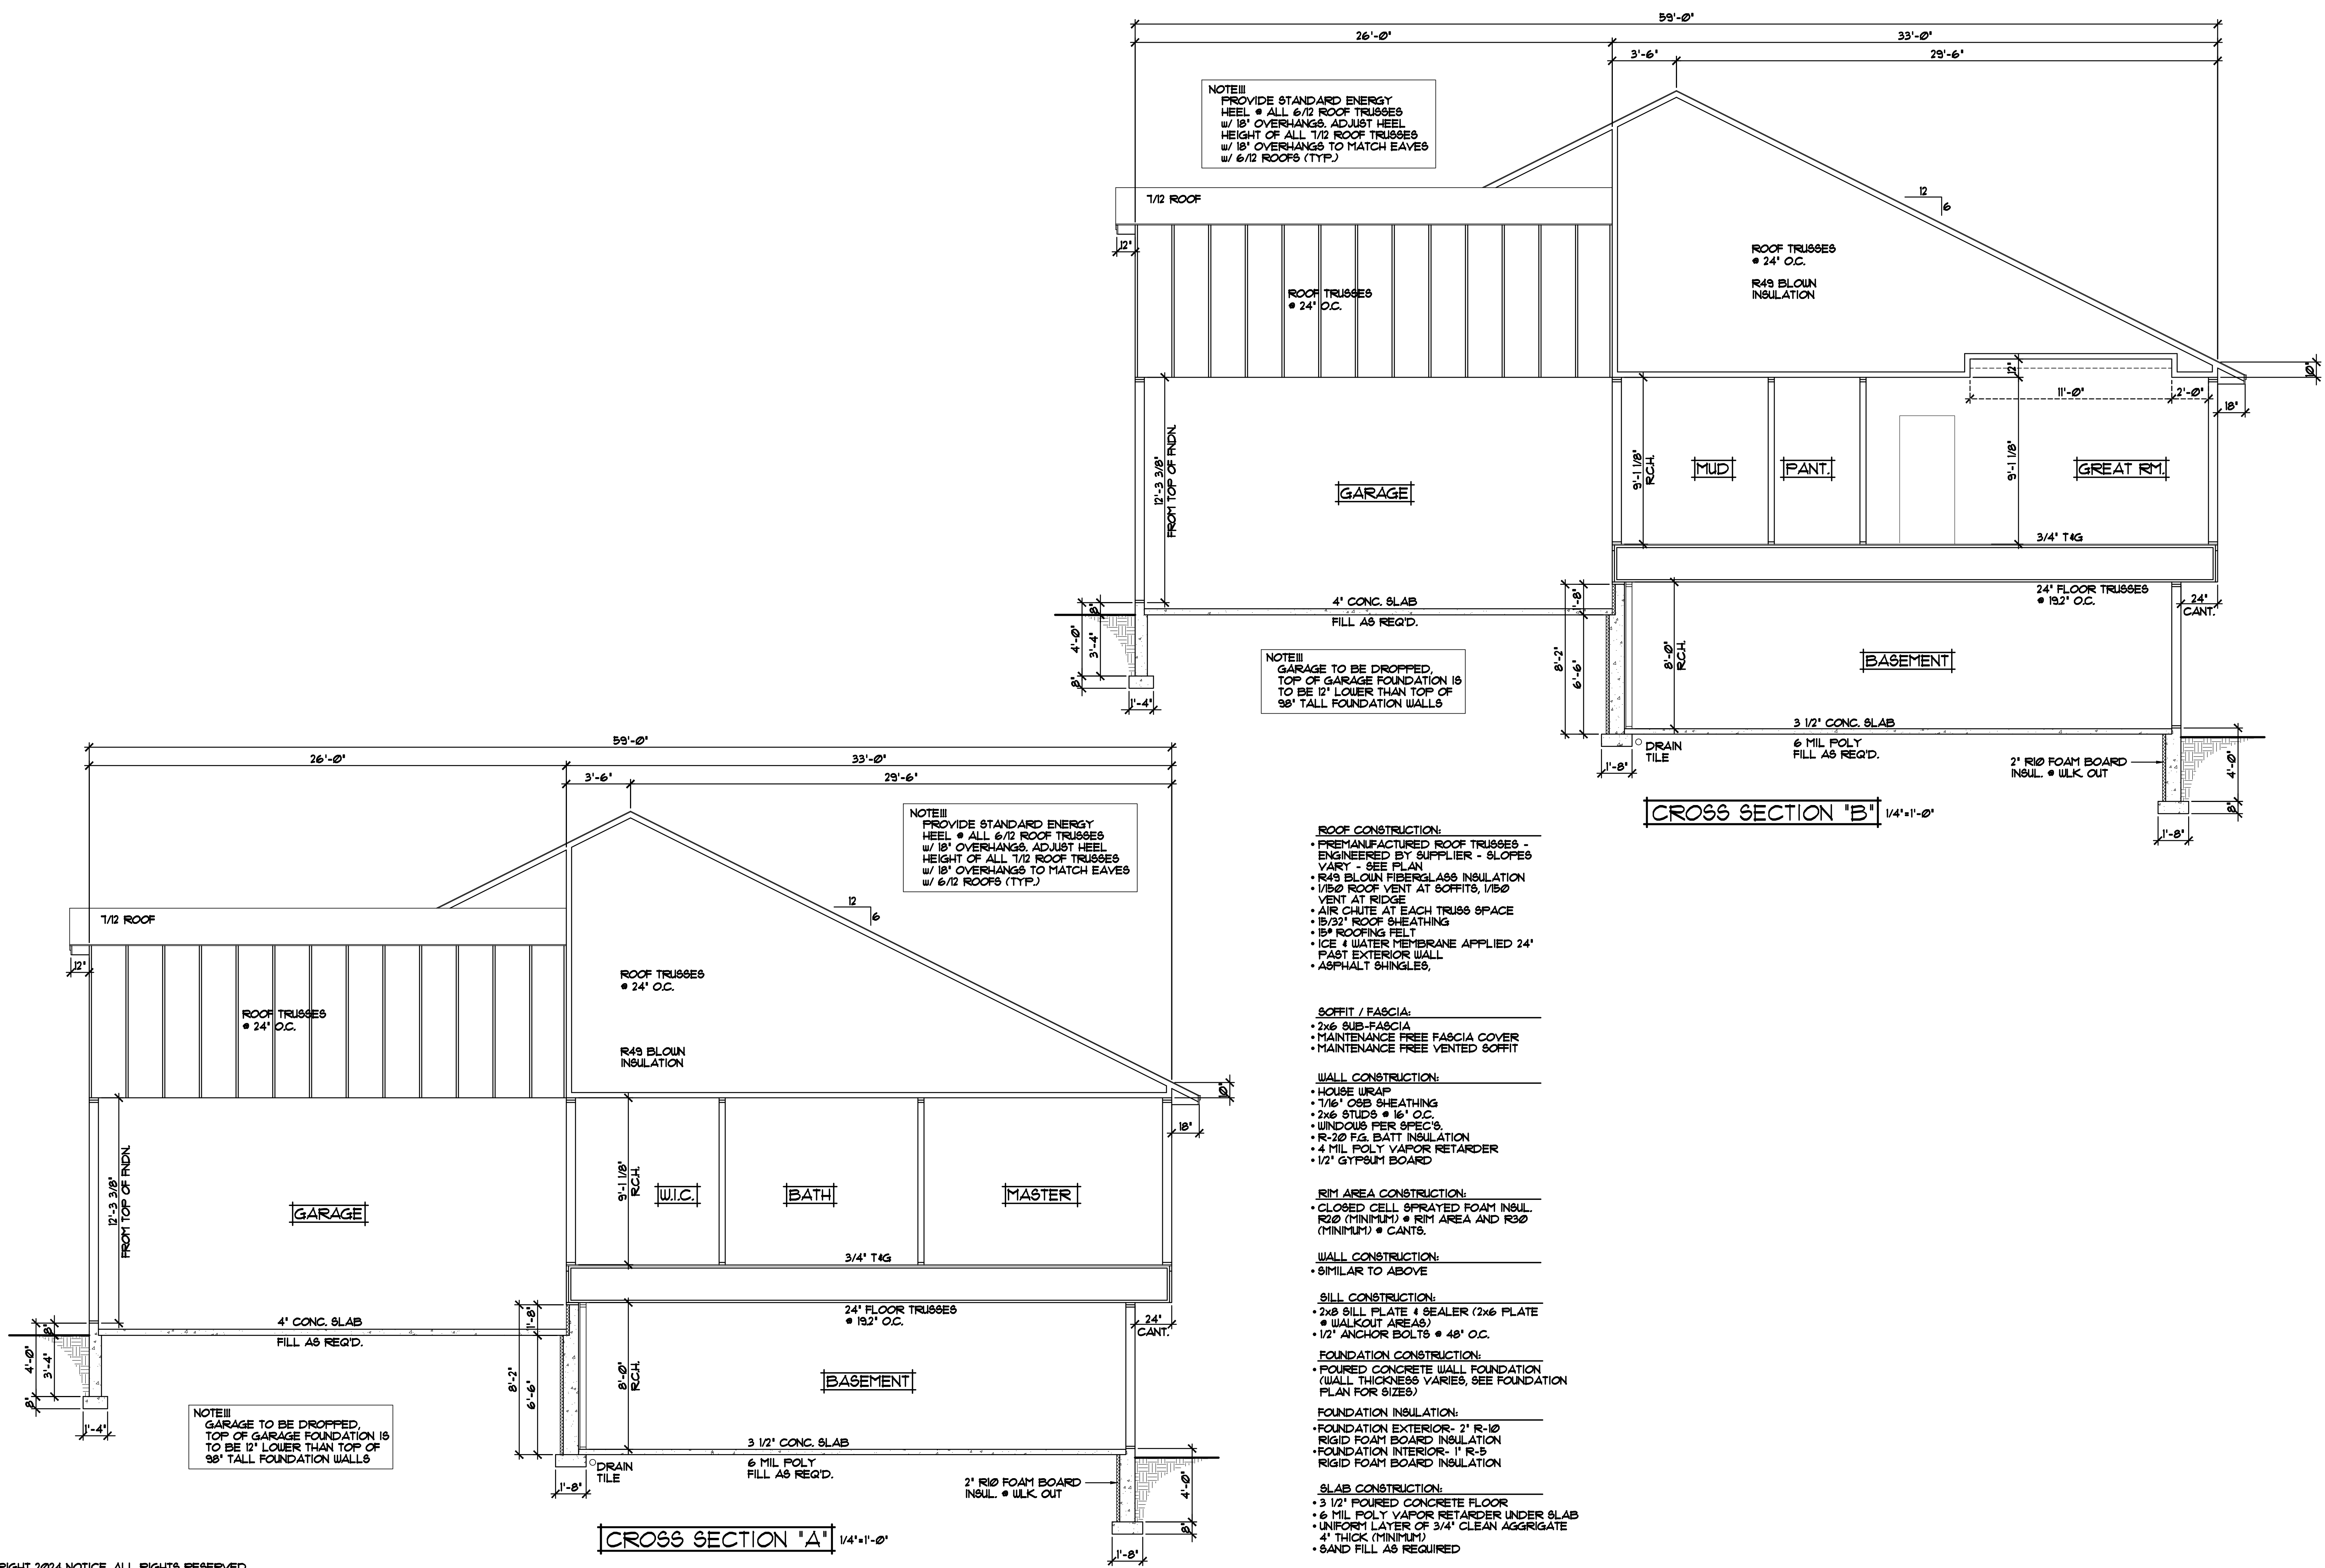 59'-0"
26'-0"
33'-0"
3'-6"
29'-6"
NOTE!!!
PROVIDE STANDARD ENERGY
HEEL @ ALL 6/12 ROOF TRUSSES
w/ 18" OVERHANGS. ADJUST HEEL
HEIGHT OF ALL 7/12 ROOF TRUSSES
w/ 18" OVERHANGS TO MATCH EAVES
w/ 6/12 ROOFS (TYP.)
7/12 ROOF
12
6
12"
ROOF TRUSSES
@ 24" O.C.
R49 BLOWN
INSULATION
ROOF TRUSSES
@ 24" O.C.
12"
10"
11'-0"
2'-0"
18"
12'-3 3/8"
FROM TOP OF FNDN.
9'-1 1/8"
R.C.H.
9'-1 1/8"
MUD
PANT.
GREAT RM.
GARAGE
3/4" T&G
4" CONC. SLAB
FILL AS REQ'D.
24" FLOOR TRUSSES
@ 19.2" O.C.
24"
CANT.
8"
4'-0"
3'-4"
8"
1'-4"
1'-8"
8'-2"
6'-6"
8'-0"
R.C.H.
BASEMENT
NOTE!!!
GARAGE TO BE DROPPED,
TOP OF GARAGE FOUNDATION IS
TO BE 12" LOWER THAN TOP OF
98" TALL FOUNDATION WALLS
3 1/2" CONC. SLAB
6 MIL POLY
FILL AS REQ'D.
DRAIN
TILE
1'-8"
2" R10 FOAM BOARD
INSUL. @ WLK. OUT
4'-0"
8"
1'-8"
CROSS SECTION "B" 1/4"=1'-0"
59'-0"
26'-0"
33'-0"
3'-6"
29'-6"
NOTE!!!
PROVIDE STANDARD ENERGY
HEEL @ ALL 6/12 ROOF TRUSSES
w/ 18" OVERHANGS. ADJUST HEEL
HEIGHT OF ALL 7/12 ROOF TRUSSES
w/ 18" OVERHANGS TO MATCH EAVES
w/ 6/12 ROOFS (TYP.)
7/12 ROOF
12
6
12"
ROOF TRUSSES
@ 24" O.C.
ROOF TRUSSES
@ 24" O.C.
R49 BLOWN
INSULATION
10"
18"
12'-3 3/8"
FROM TOP OF FNDN.
9'-1 1/8"
R.C.H.
W.I.C.
BATH
MASTER
GARAGE
3/4" T&G
4" CONC. SLAB
FILL AS REQ'D.
24" FLOOR TRUSSES
@ 19.2" O.C.
24"
CANT.
8"
4'-0"
3'-4"
8"
1'-4"
1'-8"
8'-2"
6'-6"
8'-0"
R.C.H.
BASEMENT
NOTE!!!
GARAGE TO BE DROPPED,
TOP OF GARAGE FOUNDATION IS
TO BE 12" LOWER THAN TOP OF
98" TALL FOUNDATION WALLS
3 1/2" CONC. SLAB
6 MIL POLY
FILL AS REQ'D.
DRAIN
TILE
1'-8"
2" R10 FOAM BOARD
INSUL. @ WLK. OUT
4'-0"
8"
1'-8"
CROSS SECTION "A" 1/4"=1'-0"
ROOF CONSTRUCTION:
• PREMANUFACTURED ROOF TRUSSES -
ENGINEERED BY SUPPLIER - SLOPES
VARY - SEE PLAN
• R49 BLOWN FIBERGLASS INSULATION
• 1/150 ROOF VENT AT SOFFITS, 1/150
VENT AT RIDGE
• AIR CHUTE AT EACH TRUSS SPACE
• 15/32" ROOF SHEATHING
• 15# ROOFING FELT
• ICE & WATER MEMBRANE APPLIED 24"
PAST EXTERIOR WALL
• ASPHALT SHINGLES,
SOFFIT / FASCIA:
• 2x6 SUB-FASCIA
• MAINTENANCE FREE FASCIA COVER
• MAINTENANCE FREE VENTED SOFFIT
WALL CONSTRUCTION:
• HOUSE WRAP
• 7/16" OSB SHEATHING
• 2x6 STUDS @ 16" O.C.
• WINDOWS PER SPEC'S.
• R-20 F.G. BATT INSULATION
• 4 MIL POLY VAPOR RETARDER
• 1/2" GYPSUM BOARD
RIM AREA CONSTRUCTION:
• CLOSED CELL SPRAYED FOAM INSUL.
R20 (MINIMUM) @ RIM AREA AND R30
(MINIMUM) @ CANTS.
WALL CONSTRUCTION:
• SIMILAR TO ABOVE
SILL CONSTRUCTION:
• 2x8 SILL PLATE & SEALER (2x6 PLATE
@ WALKOUT AREAS)
• 1/2" ANCHOR BOLTS @ 48" O.C.
FOUNDATION CONSTRUCTION:
• POURED CONCRETE WALL FOUNDATION
(WALL THICKNESS VARIES, SEE FOUNDATION
PLAN FOR SIZES)
FOUNDATION INSULATION:
• FOUNDATION EXTERIOR- 2" R-10
RIGID FOAM BOARD INSULATION
• FOUNDATION INTERIOR- 1" R-5
RIGID FOAM BOARD INSULATION
SLAB CONSTRUCTION:
• 3 1/2" POURED CONCRETE FLOOR
• 6 MIL POLY VAPOR RETARDER UNDER SLAB
• UNIFORM LAYER OF 3/4" CLEAN AGGRIGATE
4" THICK (MINIMUM)
• SAND FILL AS REQUIRED
2024 NOTICE, ALL RIGHTS RESERVED